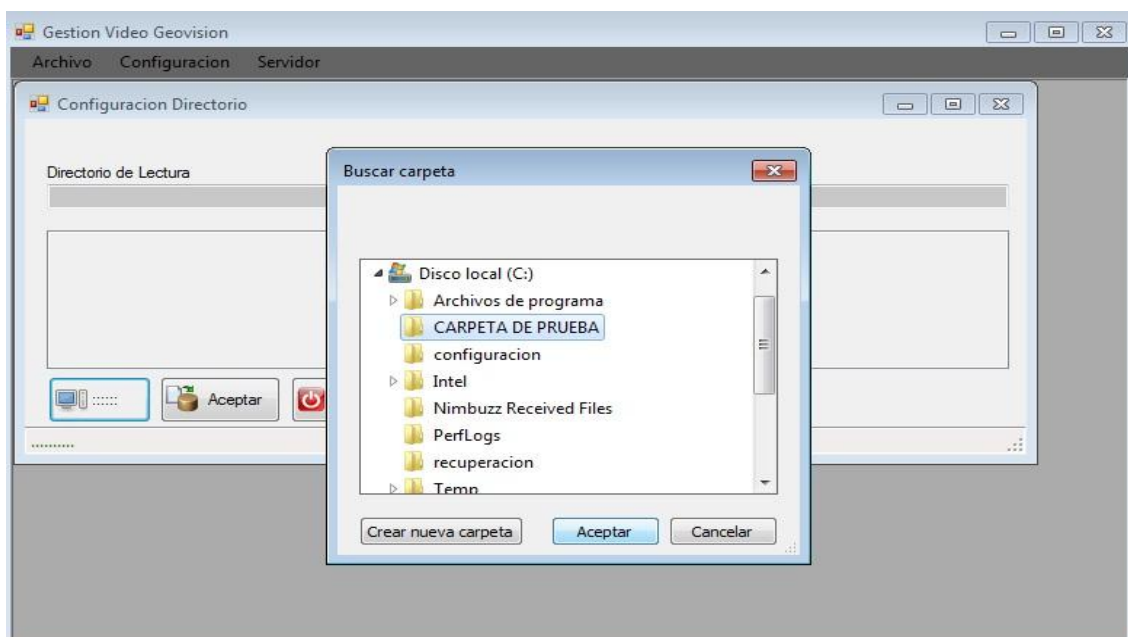 Gestion Video Geovision
Archivo Configuracion Servidor
Configuracion Directorio
Directorio de Lectura
Buscar carpeta
Disco local (C:)
Archivos de programa
CARPETA DE PRUEBA
configuracion
Intel
Nimbuzz Received Files
PerfLogs
recuperacion
Temp
:::::: Aceptar
Crear nueva carpeta Aceptar Cancelar
..........